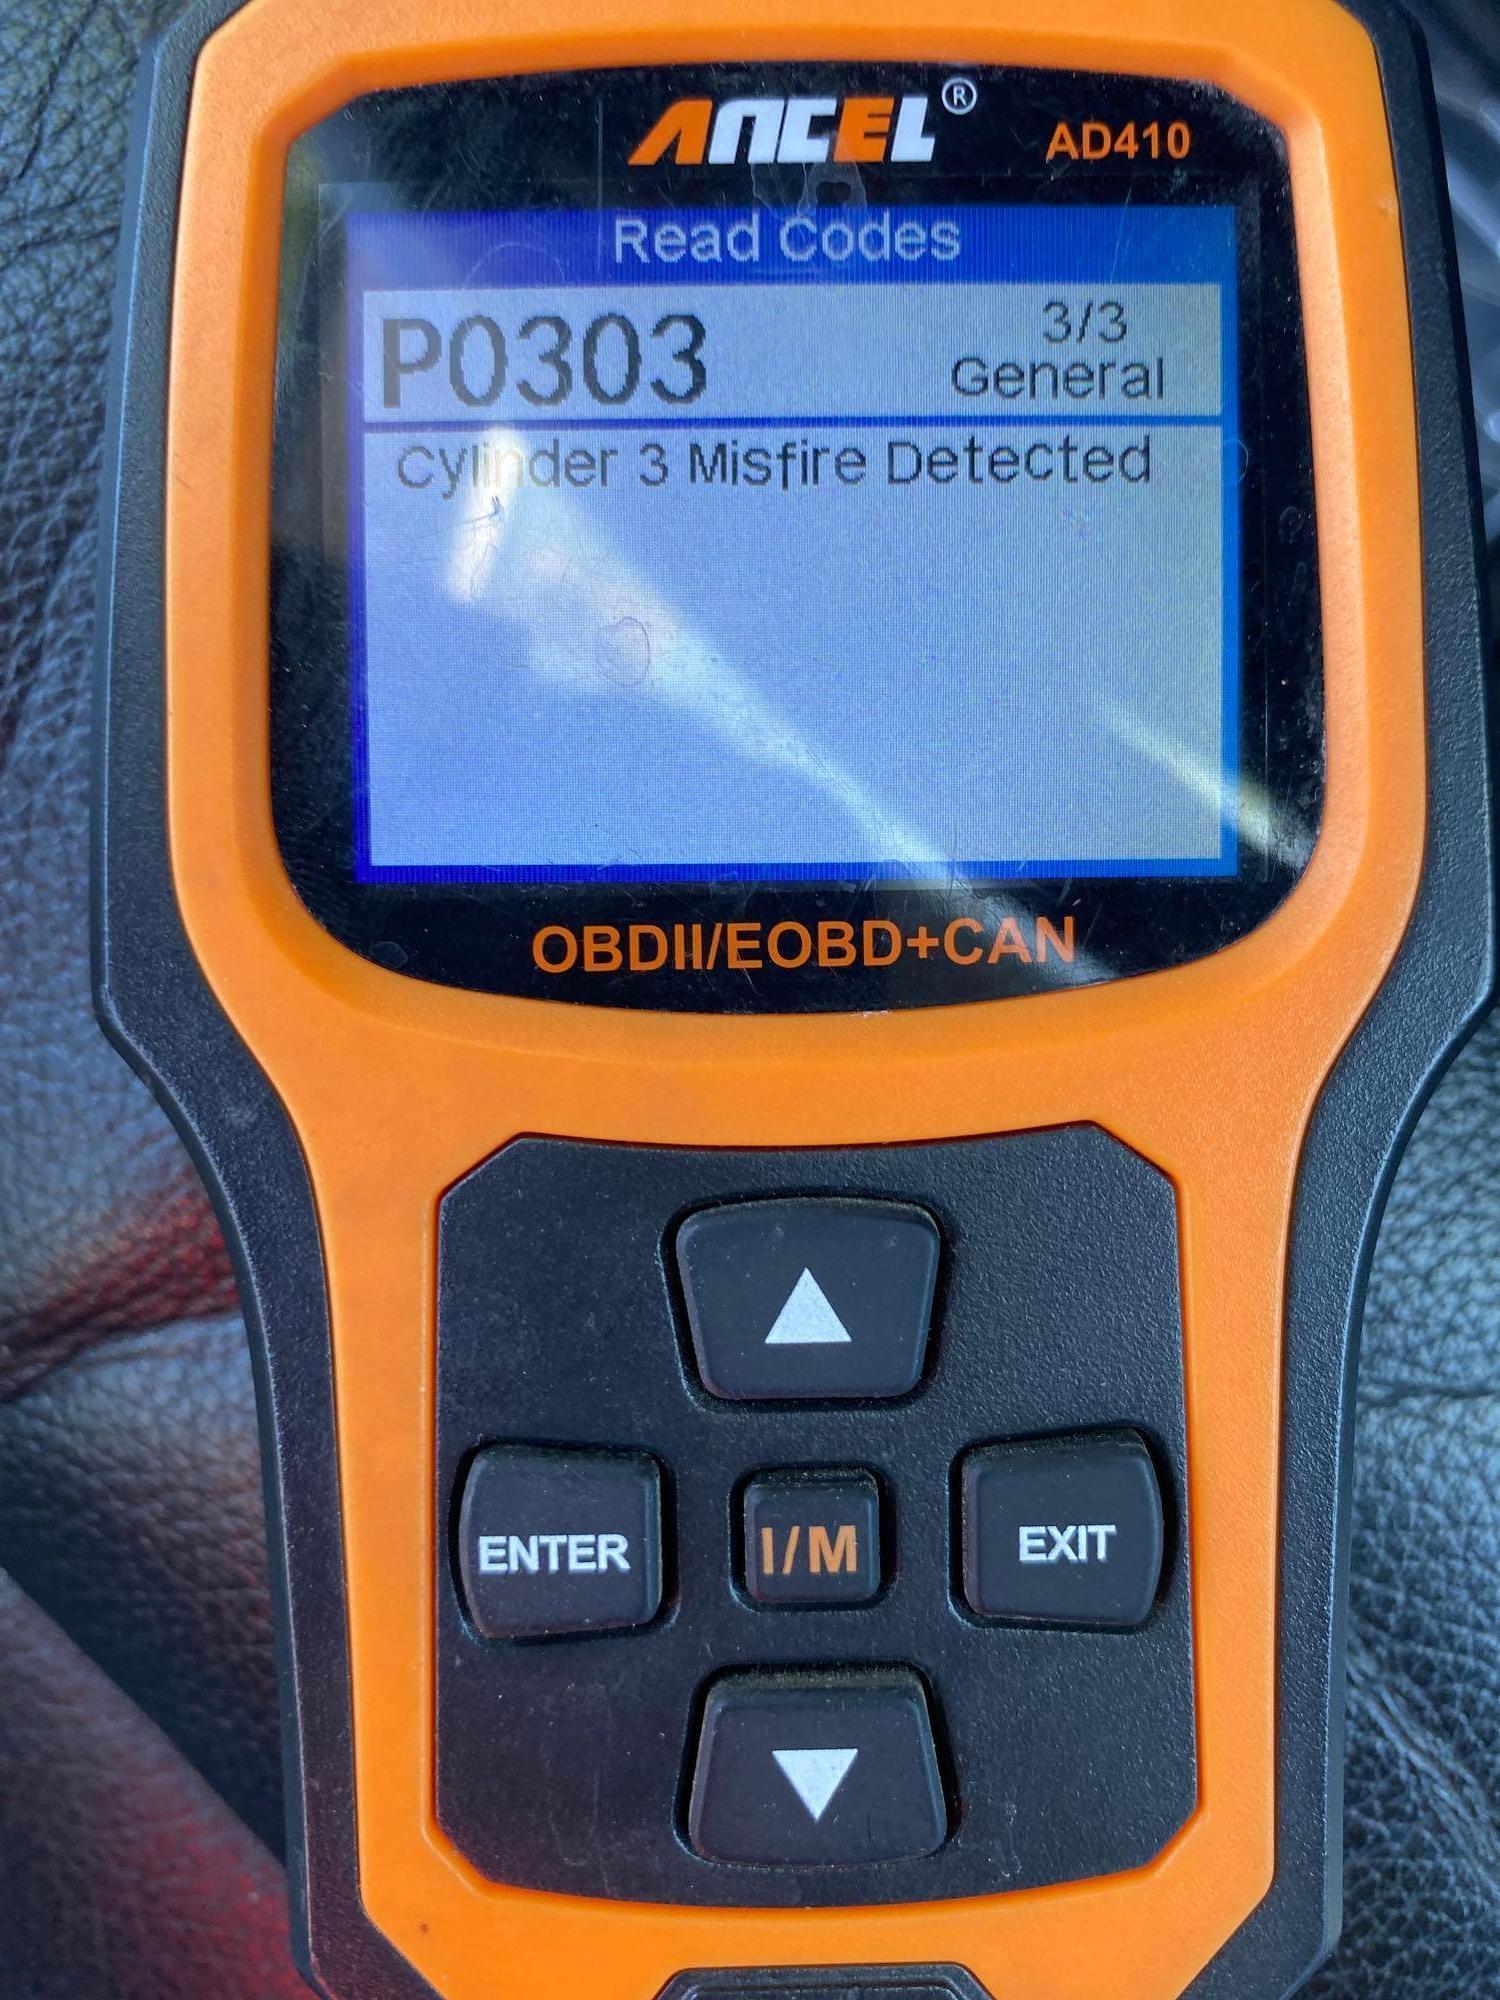 ANCEL® AD410
Read Codes
P0303 3/3
General
Cylinder 3 Misfire Detected
OBDII/EOBD+CAN
ENTER I/M EXIT